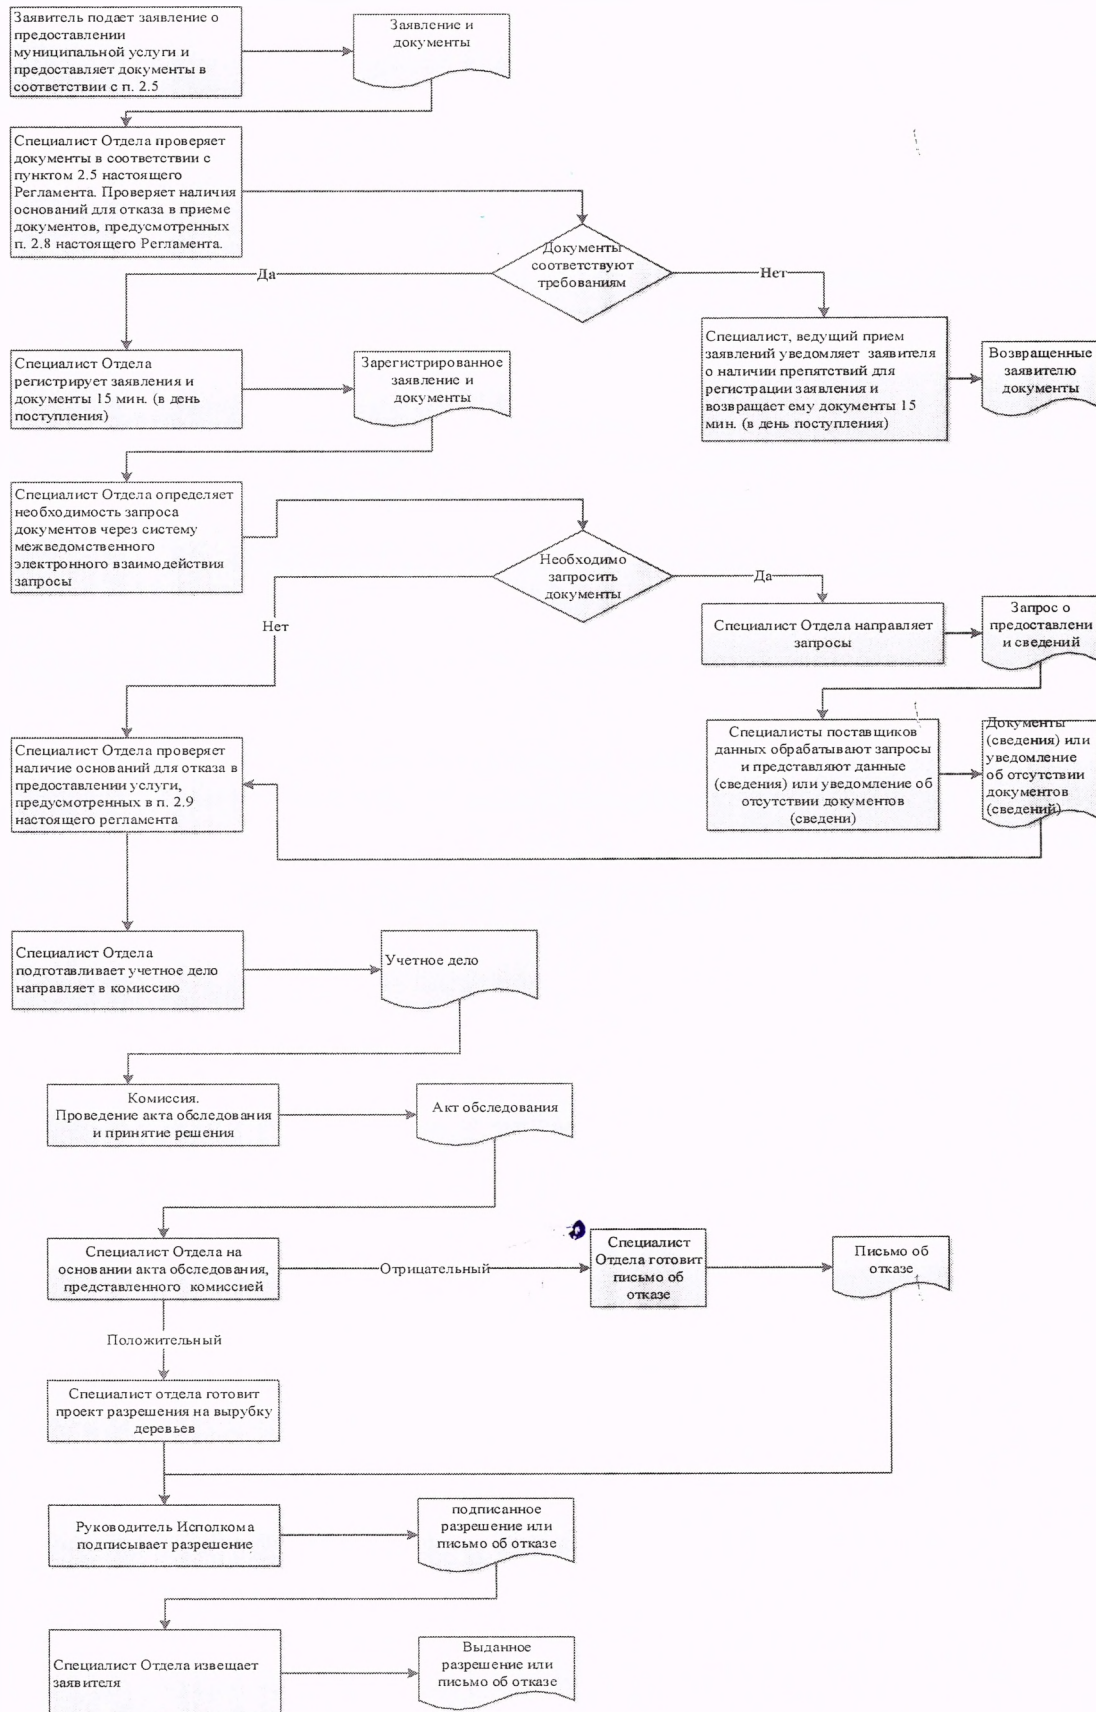 Заявитель подает заявление о
предоставлении
муниципальной услуги и
предоставляет документы в
соответствии с п. 2.5
Заявление и
документы
Специалист Отдела проверяет
документы в соответствии с
пунктом 2.5 настоящего
Регламента. Проверяет наличия
оснований для отказа в приеме
документов, предусмотренных
п. 2.8 настоящего Регламента.
Документы
соответствуют
требованиям
Да
Нет
Специалист Отдела
регистрирует заявления и
документы 15 мин. (в день
поступления)
Зарегистрированное
заявление и
документы
Специалист, ведущий прием
заявлений уведомляет заявителя
о наличии препятствий для
регистрации заявления и
возвращает ему документы 15
мин. (в день поступления)
Возвращенные
заявителю
документы
Специалист Отдела определяет
необходимость запроса
документов через систему
межведомственного
электронного взаимодействия
запросы
Необходимо
запросить
документы
Да
Нет
Специалист Отдела направляет
запросы
Запрос о
предоставлени
и сведений
Специалисты поставщиков
данных обрабатывают запросы
и представляют данные
(сведения) или уведомление об
отсутствии документов
(сведени)
Документы
(сведения) или
уведомление
об отсутствии
документов
(сведений)
Специалист Отдела проверяет
наличие оснований для отказа в
предоставлении услуги,
предусмотренных в п. 2.9
настоящего регламента
Специалист Отдела
подготавливает учетное дело
направляет в комиссию
Учетное дело
Комиссия.
Проведение акта обследования
и принятие решения
Акт обследования
Специалист Отдела на
основании акта обследования,
представленного комиссией
Отрицательный
Специалист
Отдела готовит
письмо об
отказе
Письмо об
отказе
Положительный
Специалист отдела готовит
проект разрешения на вырубку
деревьев
Руководитель Исполкома
подписывает разрешение
подписанное
разрешение или
письмо об отказе
Специалист Отдела извещает
заявителя
Выданное
разрешение или
письмо об отказе